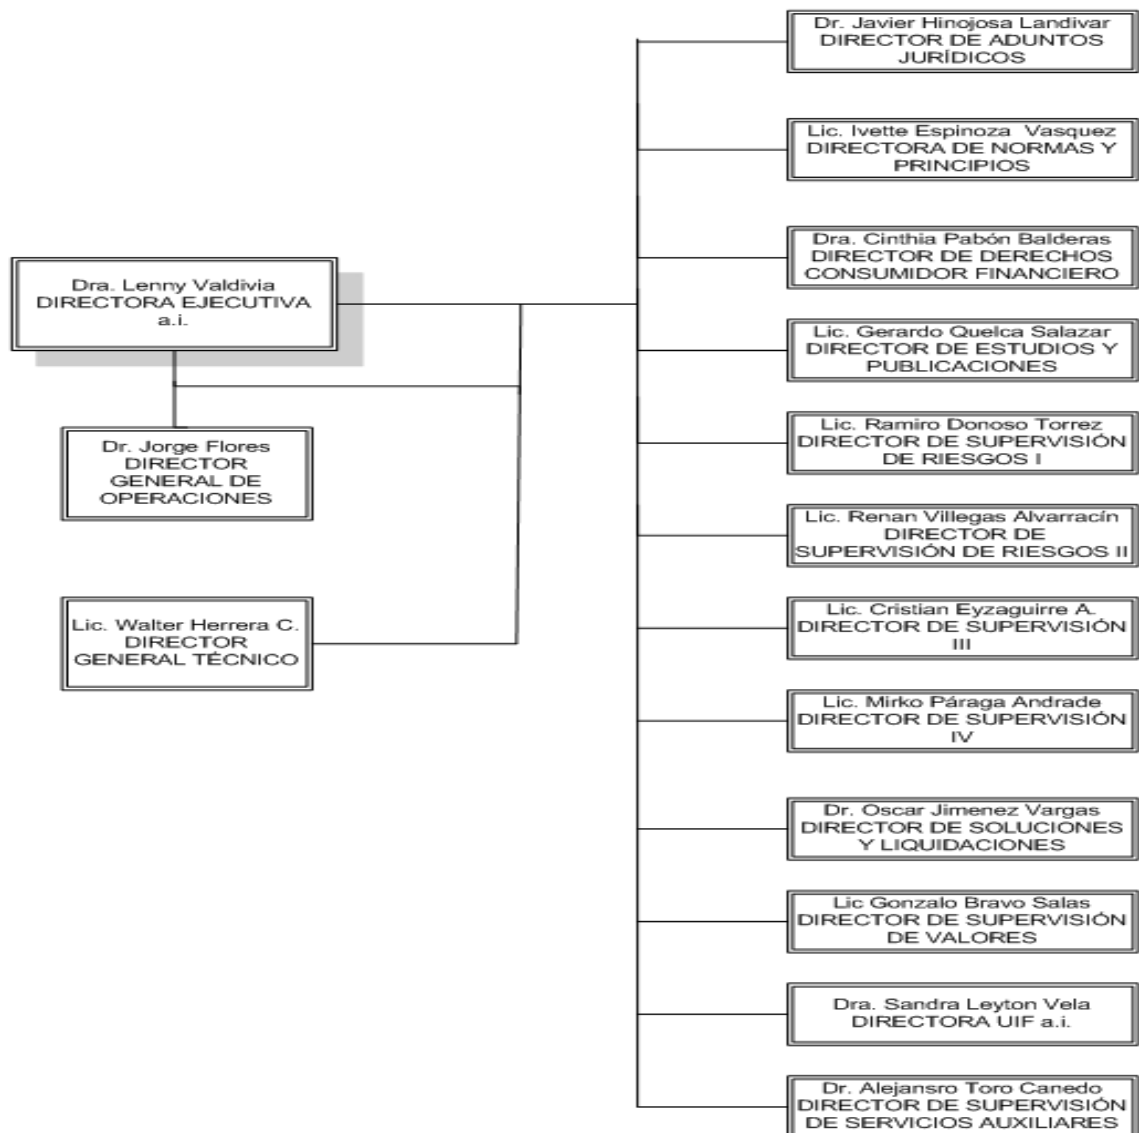 Dr. Javier Hinojosa Landivar
DIRECTOR DE ADUNTOS
JURÍDICOS
Lic. Ivette Espinoza Vasquez
DIRECTORA DE NORMAS Y
PRINCIPIOS
Dra. Cinthia Pabón Balderas
DIRECTOR DE DERECHOS
CONSUMIDOR FINANCIERO
Dra. Lenny Valdivia
DIRECTORA EJECUTIVA
a.i.
Lic. Gerardo Quelca Salazar
DIRECTOR DE ESTUDIOS Y
PUBLICACIONES
Lic. Ramiro Donoso Torrez
DIRECTOR DE SUPERVISIÓN
DE RIESGOS I
Dr. Jorge Flores
DIRECTOR
GENERAL DE
OPERACIONES
Lic. Renan Villegas Alvarracín
DIRECTOR DE
SUPERVISIÓN DE RIESGOS II
Lic. Cristian Eyzaguirre A.
DIRECTOR DE SUPERVISIÓN
III
Lic. Walter Herrera C.
DIRECTOR
GENERAL TÉCNICO
Lic. Mirko Páraga Andrade
DIRECTOR DE SUPERVISIÓN
IV
Dr. Oscar Jimenez Vargas
DIRECTOR DE SOLUCIONES
Y LIQUIDACIONES
Lic Gonzalo Bravo Salas
DIRECTOR DE SUPERVISIÓN
DE VALORES
Dra. Sandra Leyton Vela
DIRECTORA UIF a.i.
Dr. Alejansro Toro Canedo
DIRECTOR DE SUPERVISIÓN
DE SERVICIOS AUXILIARES